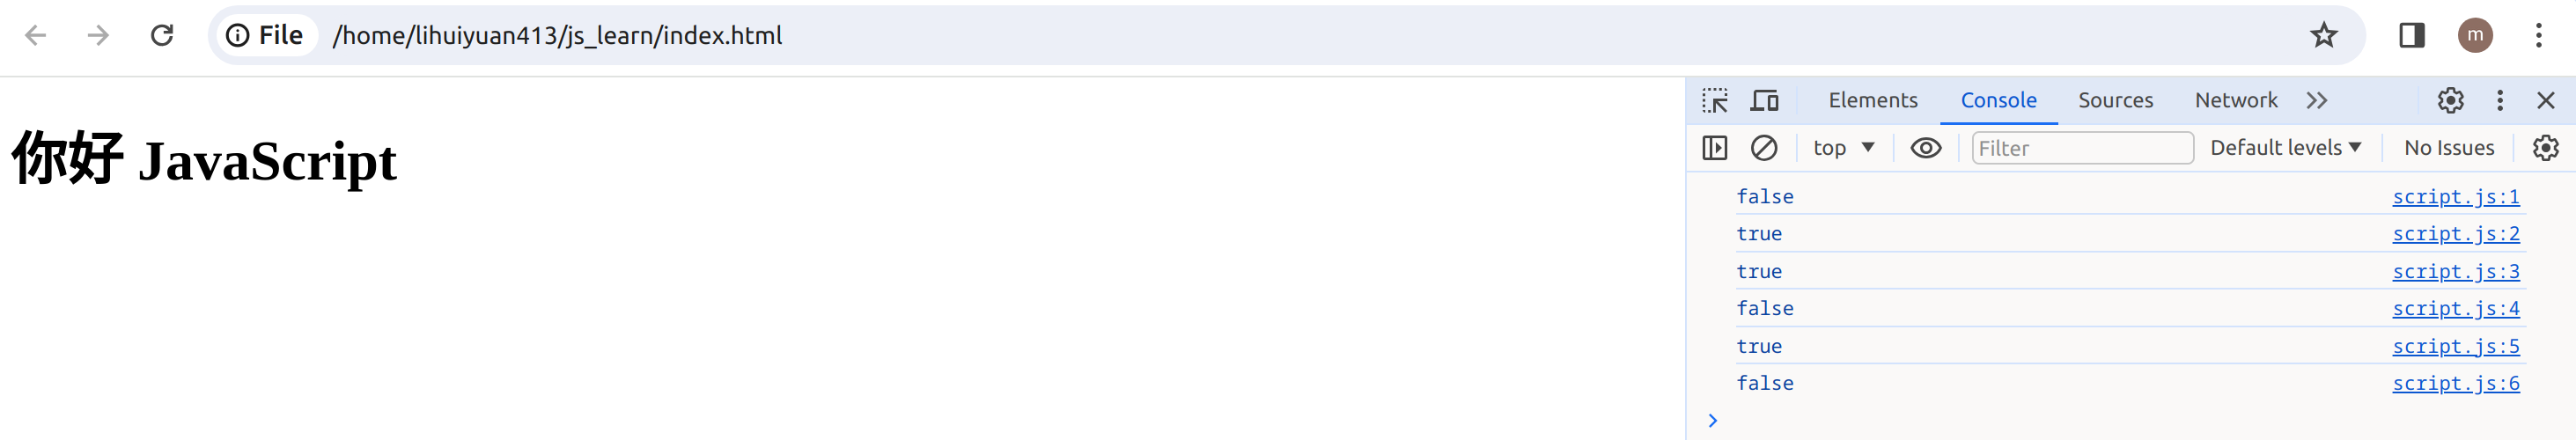 File /home/lihuiyuan413/js_learn/index.html m
Elements Console Sources Network
top Filter Default levels No Issues
你好 JavaScript
false script.js:1
true script.js:2
true script.js:3
false script.js:4
true script.js:5
false script.js:6